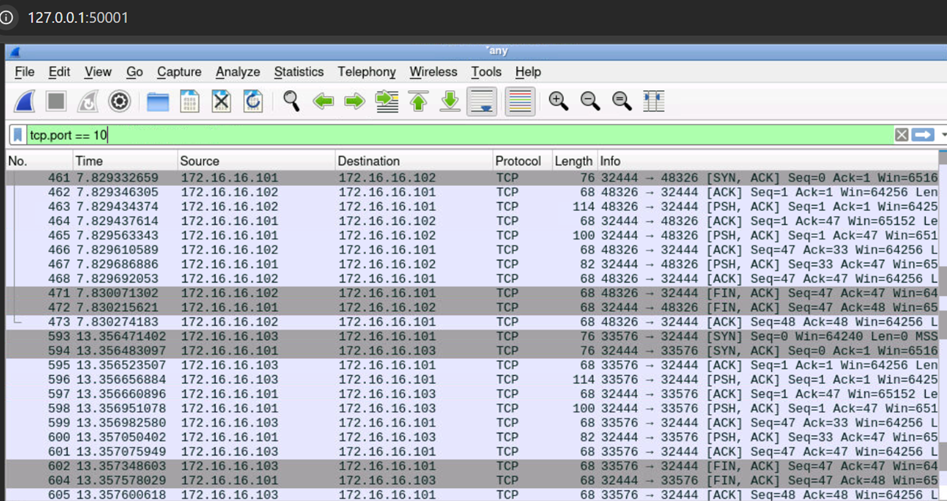 127.0.0.1:50001
*any
File Edit View Go Capture Analyze Statistics Telephony Wireless Tools Help
tcp.port == 10
No. Time Source Destination Protocol Length Info
461 7.829332659 172.16.16.101 172.16.16.102 TCP 76 32444 → 48326 [SYN, ACK] Seq=0 Ack=1 Win=6516
462 7.829346305 172.16.16.102 172.16.16.101 TCP 68 48326 → 32444 [ACK] Seq=1 Ack=1 Win=64256 Len
463 7.829434374 172.16.16.102 172.16.16.101 TCP 114 48326 → 32444 [PSH, ACK] Seq=1 Ack=1 Win=6425
464 7.829437614 172.16.16.101 172.16.16.102 TCP 68 32444 → 48326 [ACK] Seq=1 Ack=47 Win=65152 Le
465 7.829563343 172.16.16.101 172.16.16.102 TCP 100 32444 → 48326 [PSH, ACK] Seq=1 Ack=47 Win=651
466 7.829610589 172.16.16.102 172.16.16.101 TCP 68 48326 → 32444 [ACK] Seq=47 Ack=33 Win=64256 L
467 7.829686886 172.16.16.101 172.16.16.102 TCP 82 32444 → 48326 [PSH, ACK] Seq=33 Ack=47 Win=65
468 7.829692053 172.16.16.102 172.16.16.101 TCP 68 48326 → 32444 [ACK] Seq=47 Ack=47 Win=64256 L
471 7.830071302 172.16.16.102 172.16.16.101 TCP 68 48326 → 32444 [FIN, ACK] Seq=47 Ack=47 Win=64
472 7.830215621 172.16.16.101 172.16.16.102 TCP 68 32444 → 48326 [FIN, ACK] Seq=47 Ack=48 Win=65
473 7.830274183 172.16.16.102 172.16.16.101 TCP 68 48326 → 32444 [ACK] Seq=48 Ack=48 Win=64256 L
593 13.356471402 172.16.16.103 172.16.16.101 TCP 76 33576 → 32444 [SYN] Seq=0 Win=64240 Len=0 MSS
594 13.356483097 172.16.16.101 172.16.16.103 TCP 76 32444 → 33576 [SYN, ACK] Seq=0 Ack=1 Win=6516
595 13.356523507 172.16.16.103 172.16.16.101 TCP 68 33576 → 32444 [ACK] Seq=1 Ack=1 Win=64256 Len
596 13.356656884 172.16.16.103 172.16.16.101 TCP 114 33576 → 32444 [PSH, ACK] Seq=1 Ack=1 Win=6425
597 13.356660896 172.16.16.101 172.16.16.103 TCP 68 32444 → 33576 [ACK] Seq=1 Ack=47 Win=65152 Le
598 13.356951078 172.16.16.101 172.16.16.103 TCP 100 32444 → 33576 [PSH, ACK] Seq=1 Ack=47 Win=651
599 13.356982580 172.16.16.103 172.16.16.101 TCP 68 33576 → 32444 [ACK] Seq=47 Ack=33 Win=64256 L
600 13.357050402 172.16.16.101 172.16.16.103 TCP 82 32444 → 33576 [PSH, ACK] Seq=33 Ack=47 Win=65
601 13.357075949 172.16.16.103 172.16.16.101 TCP 68 33576 → 32444 [ACK] Seq=47 Ack=47 Win=64256 L
602 13.357348603 172.16.16.103 172.16.16.101 TCP 68 33576 → 32444 [FIN, ACK] Seq=47 Ack=47 Win=64
604 13.357578029 172.16.16.101 172.16.16.103 TCP 68 32444 → 33576 [FIN, ACK] Seq=47 Ack=48 Win=65
605 13.357600618 172.16.16.103 172.16.16.101 TCP 68 33576 → 32444 [ACK] Seq=48 Ack=48 Win=64256 L